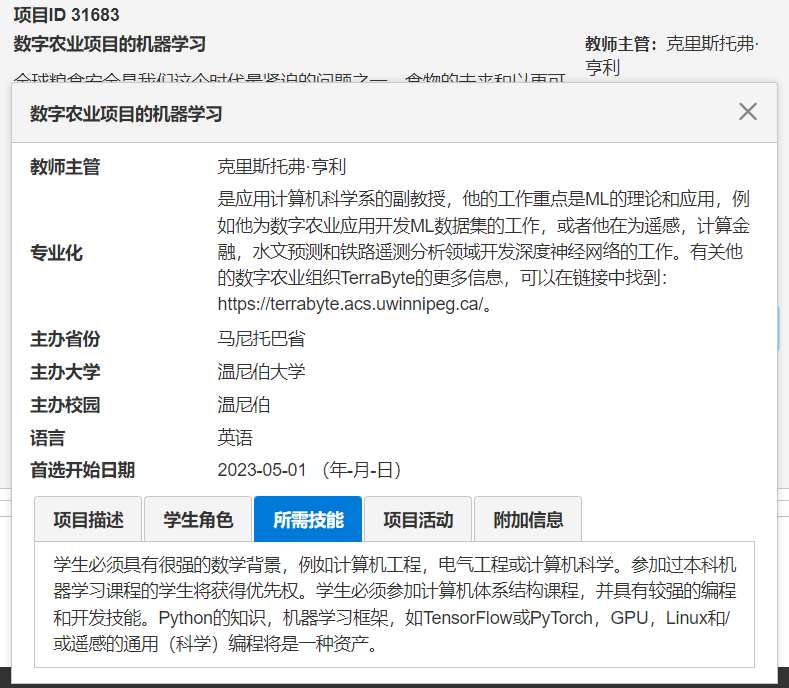 项目ID 31683
数字农业项目的机器学习
教师主管：克里斯托弗·
亨利
全球粮食安全是我们这个时代最紧迫的问题之一，食物的未来和以更可
数字农业项目的机器学习
教师主管 克里斯托弗·亨利
是应用计算机科学系的副教授，他的工作重点是ML的理论和应用，例
如他为数字农业应用开发ML数据集的工作，或者他在为遥感，计算金
专业化 融，水文预测和铁路遥测分析领域开发深度神经网络的工作。有关他
的数字农业组织TerraByte的更多信息，可以在链接中找到：
https://terrabyte.acs.uwinnipeg.ca/。
主办省份 马尼托巴省
主办大学 温尼伯大学
主办校园 温尼伯
语言 英语
首选开始日期 2023-05-01 （年-月-日）
项目描述 学生角色 所需技能 项目活动 附加信息
学生必须具有很强的数学背景，例如计算机工程，电气工程或计算机科学。参加过本科机
器学习课程的学生将获得优先权。学生必须参加计算机体系结构课程，并具有较强的编程
和开发技能。Python的知识，机器学习框架，如TensorFlow或PyTorch，GPU，Linux和/
或遥感的通用（科学）编程将是一种资产。